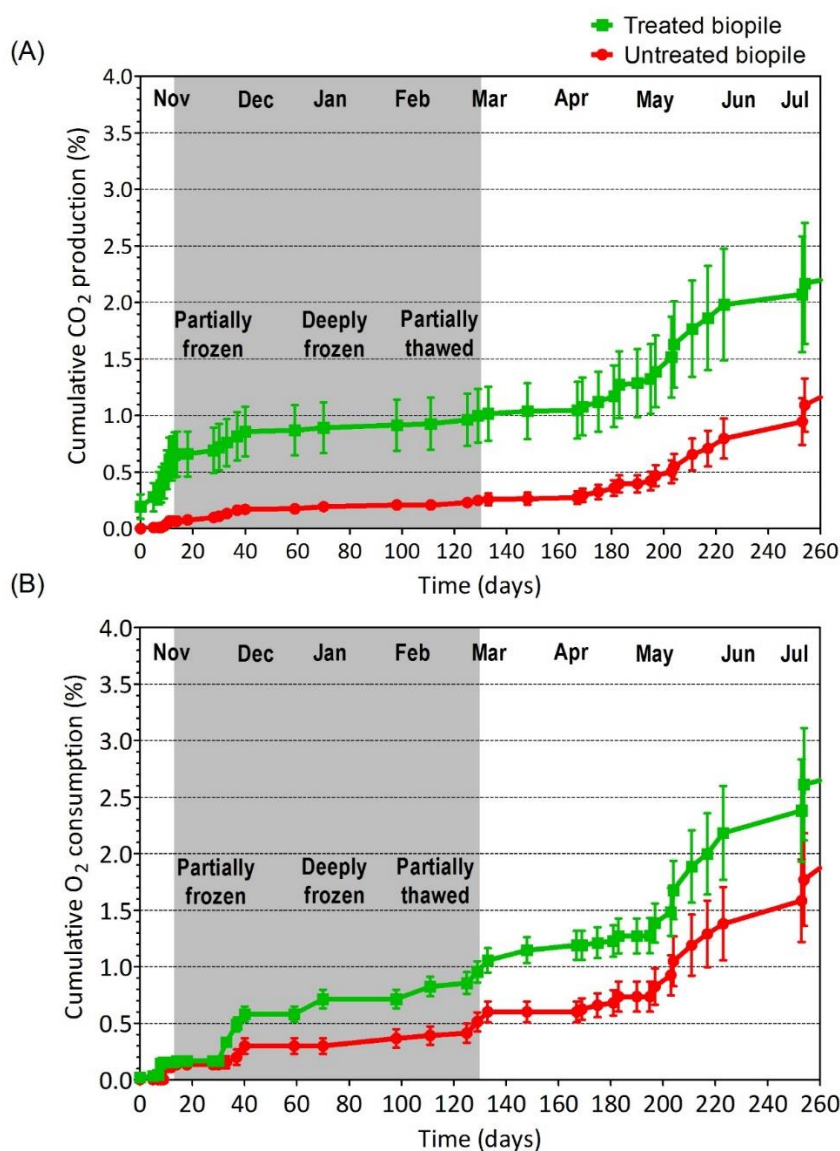 Treated biopile
Untreated biopile
(A)
4.0
3.5
3.0
2.5
2.0
1.5
1.0
0.5
0.0
Cumulative CO2 production (%)
Nov Dec Jan Feb Mar Apr May Jun Jul
Partially frozen
Deeply frozen
Partially thawed
0 20 40 60 80 100 120 140 160 180 200 220 240 260
Time (days)
(B)
4.0
3.5
3.0
2.5
2.0
1.5
1.0
0.5
0.0
Cumulative O2 consumption (%)
Nov Dec Jan Feb Mar Apr May Jun Jul
Partially frozen
Deeply frozen
Partially thawed
0 20 40 60 80 100 120 140 160 180 200 220 240 260
Time (days)